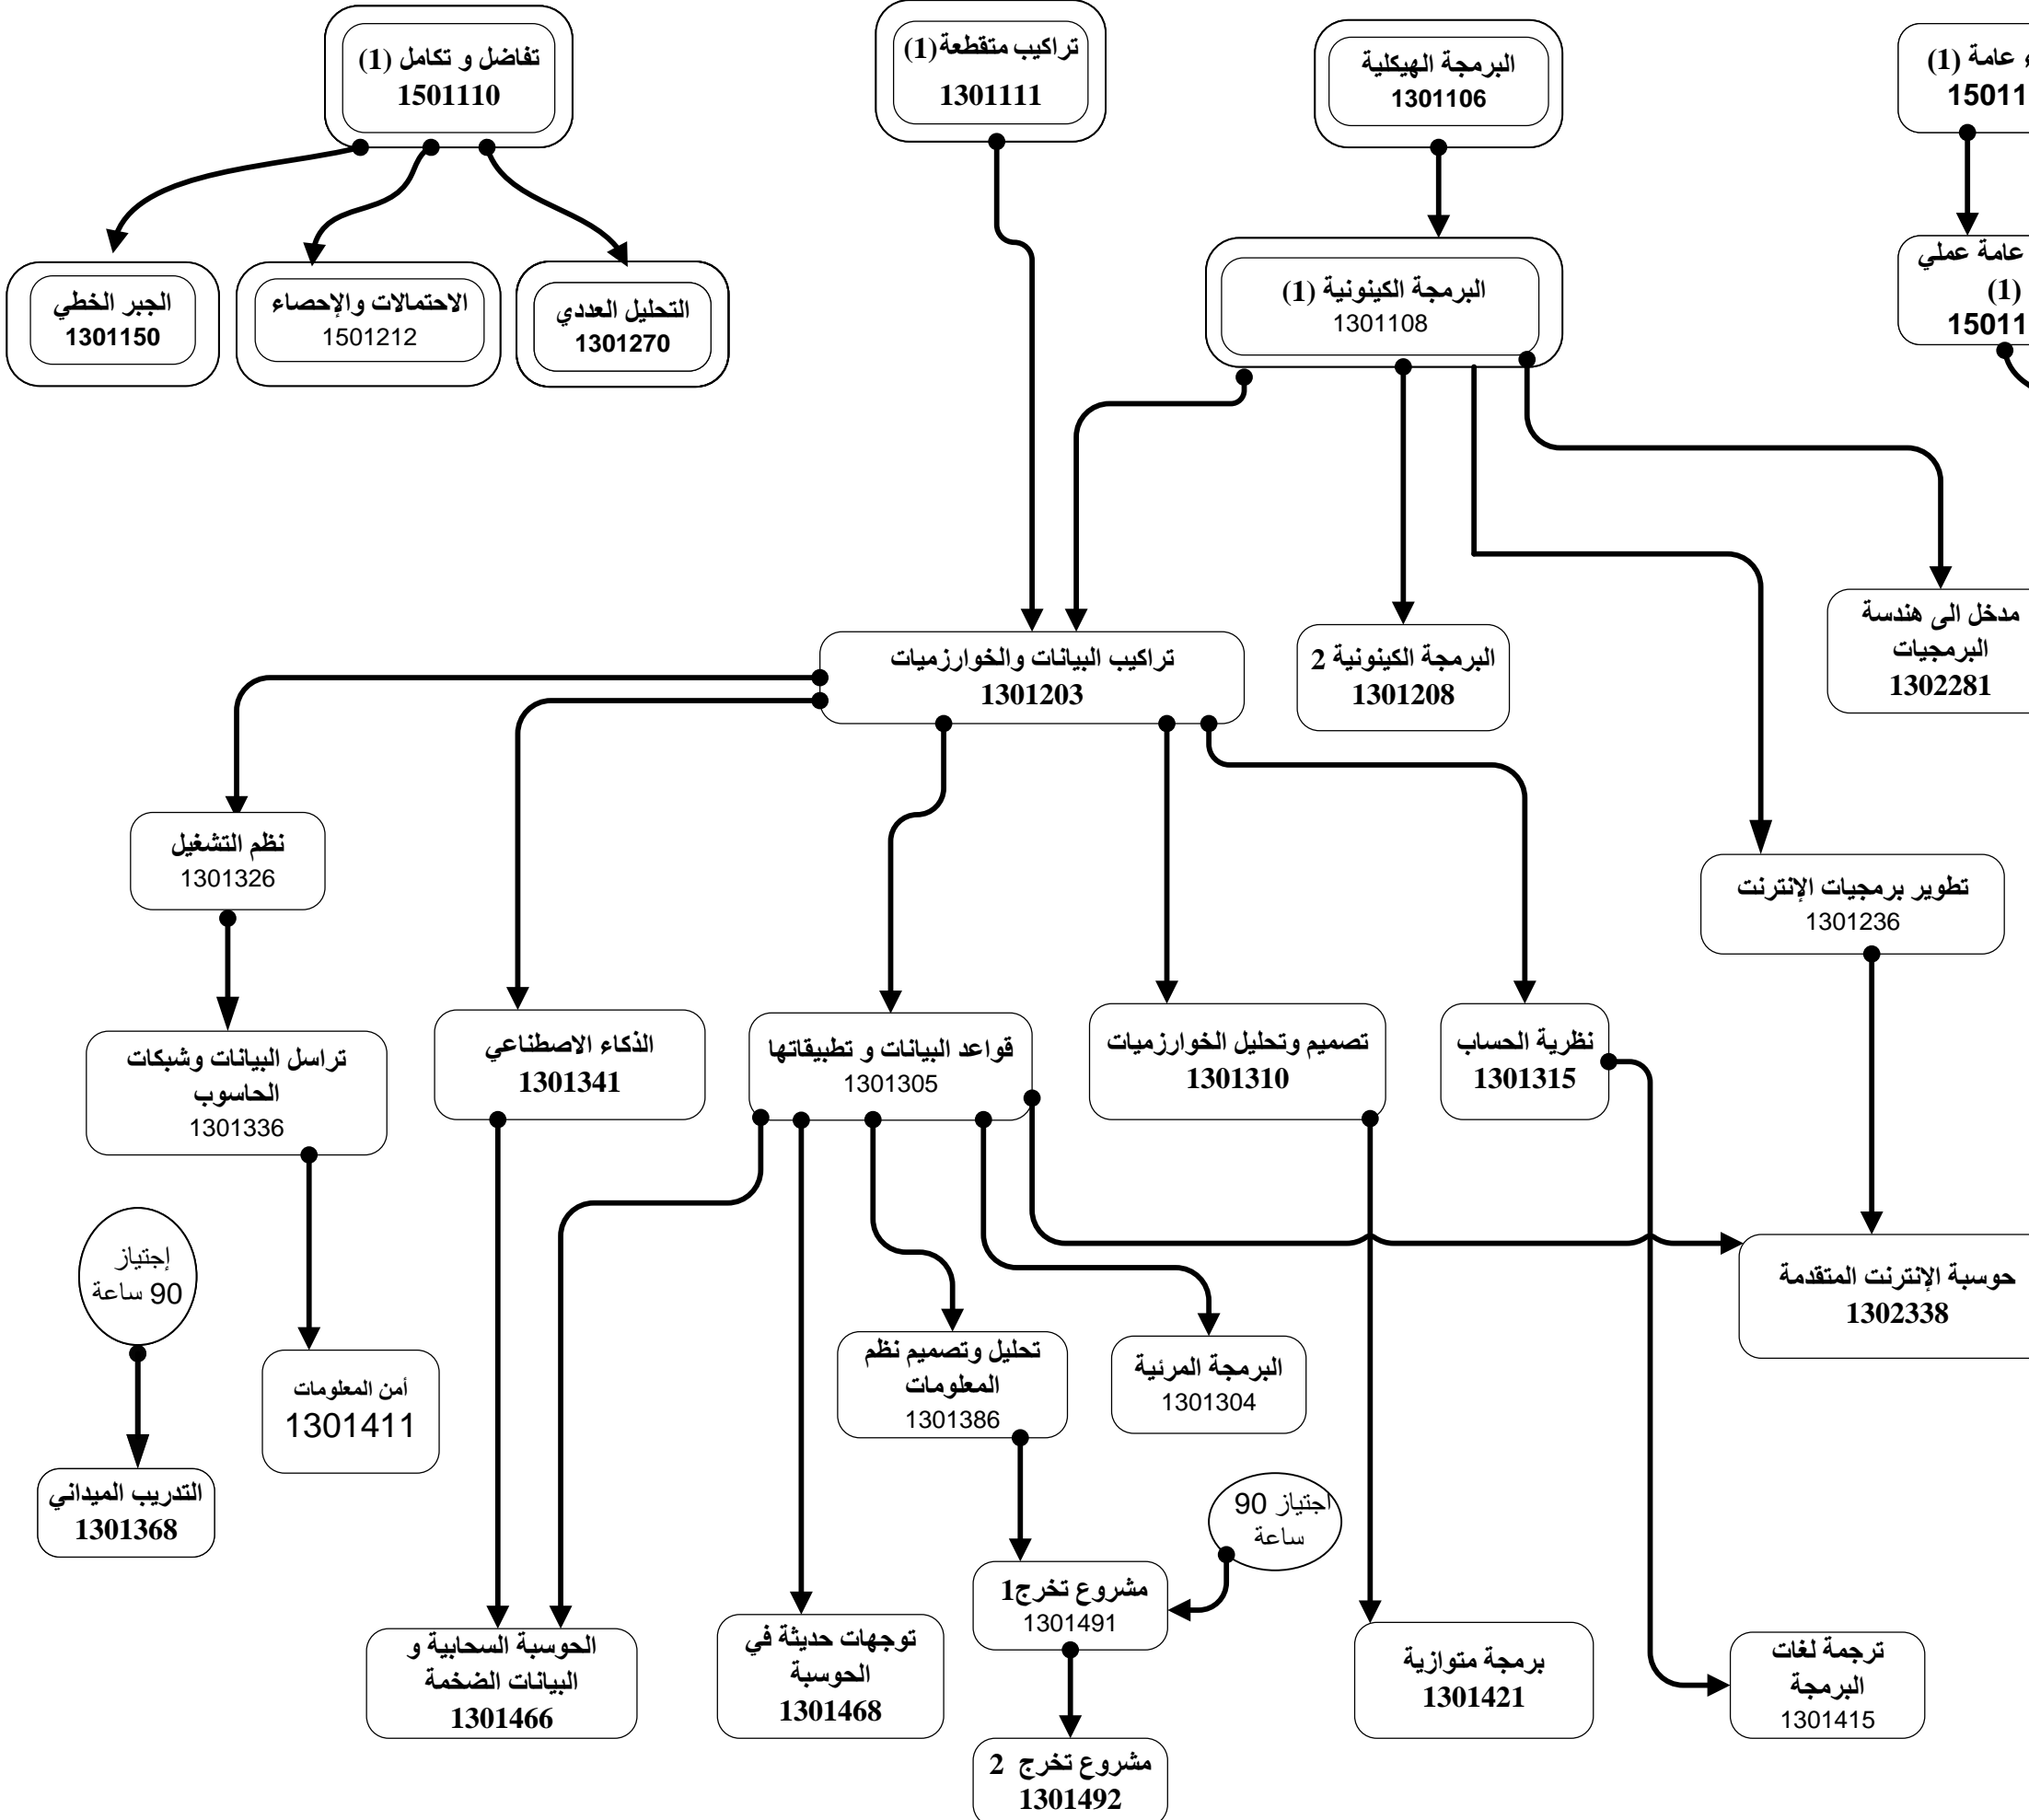 تفاضل و تكامل (1)
1501110
تراكيب متقطعة (1)
1301111
البرمجة الهيكلية
1301106
عامة (1)
15011
الجبر الخطي
1301150
الاحتمالات والإحصاء
1501212
التحليل العددي
1301270
البرمجة الكينونية (1)
1301108
عامة عملي
(1)
15011
تراكيب البيانات والخوارزميات
1301203
البرمجة الكينونية 2
1301208
مدخل الى هندسة
البرمجيات
1302281
نظم التشغيل
1301326
تطوير برمجيات الإنترنت
1301236
تراسل البيانات وشبكات
الحاسوب
1301336
الذكاء الاصطناعي
1301341
قواعد البيانات و تطبيقاتها
1301305
تصميم وتحليل الخوارزميات
1301310
نظرية الحساب
1301315
إجتياز
90 ساعة
حوسبة الإنترنت المتقدمة
1302338
أمن المعلومات
1301411
تحليل وتصميم نظم
المعلومات
1301386
البرمجة المرئية
1301304
التدريب الميداني
1301368
اجتياز 90
ساعة
مشروع تخرج1
1301491
الحوسبة السحابية و
البيانات الضخمة
1301466
توجهات حديثة في
الحوسبة
1301468
برمجة متوازية
1301421
ترجمة لغات
البرمجة
1301415
مشروع تخرج 2
1301492